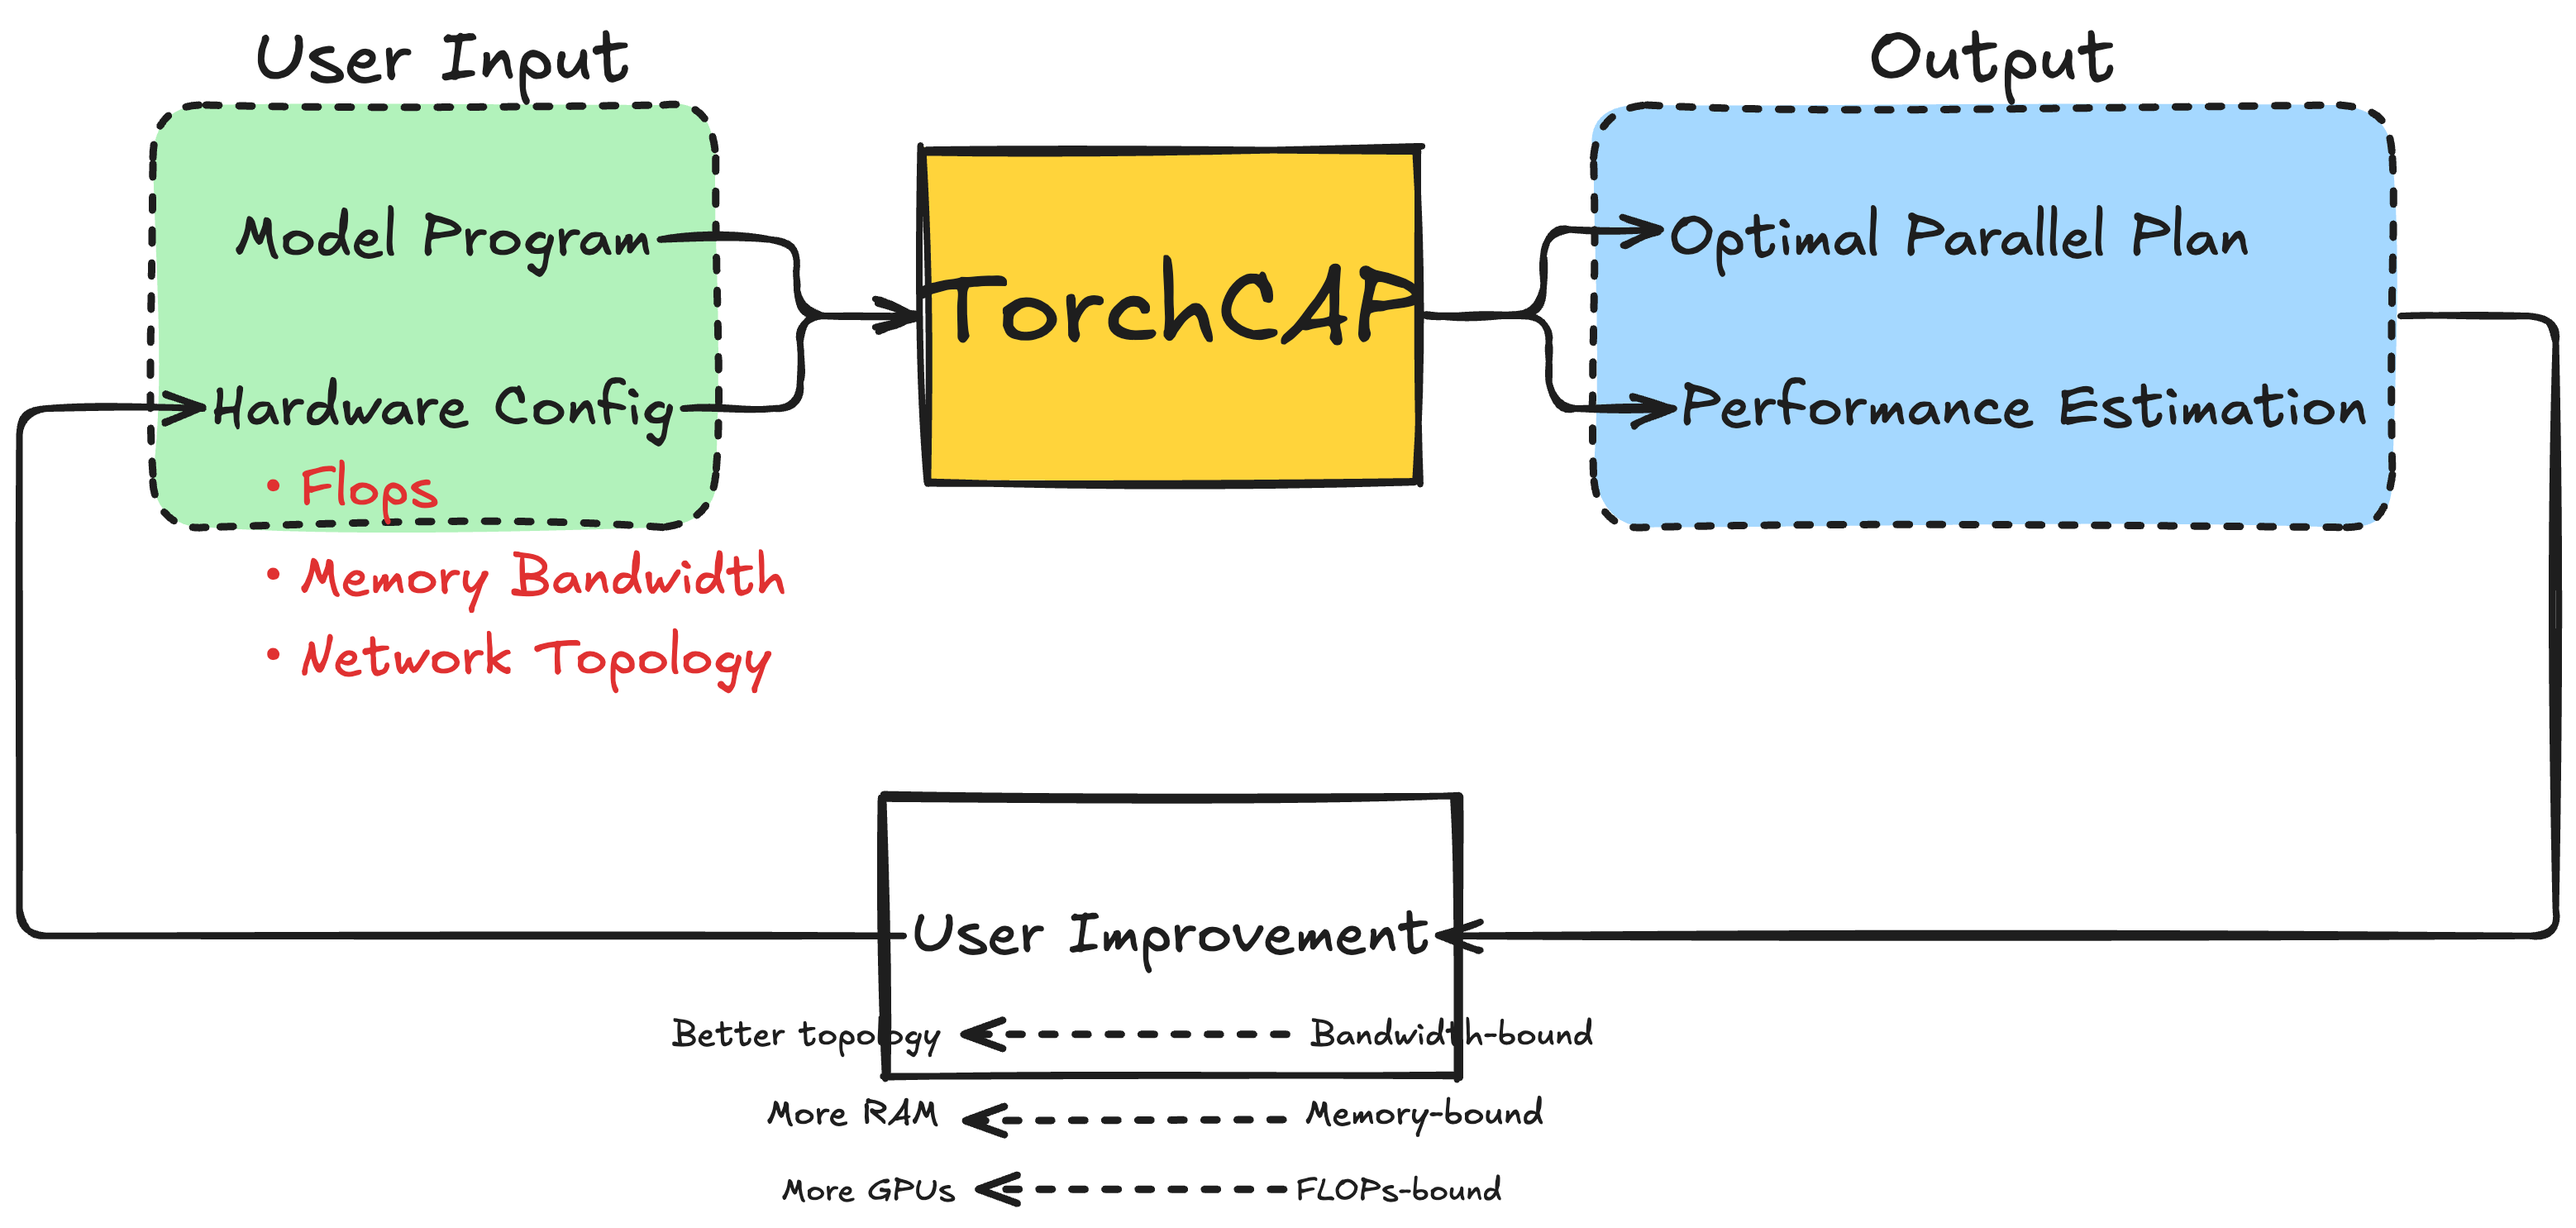 User Input
Output
Model Program
Hardware Config
• Flops
• Memory Bandwidth
• Network Topology
TorchCAP
Optimal Parallel Plan
Performance Estimation
User Improvement
Better topology
Bandwidth-bound
More RAM
Memory-bound
More GPUs
FLOPs-bound